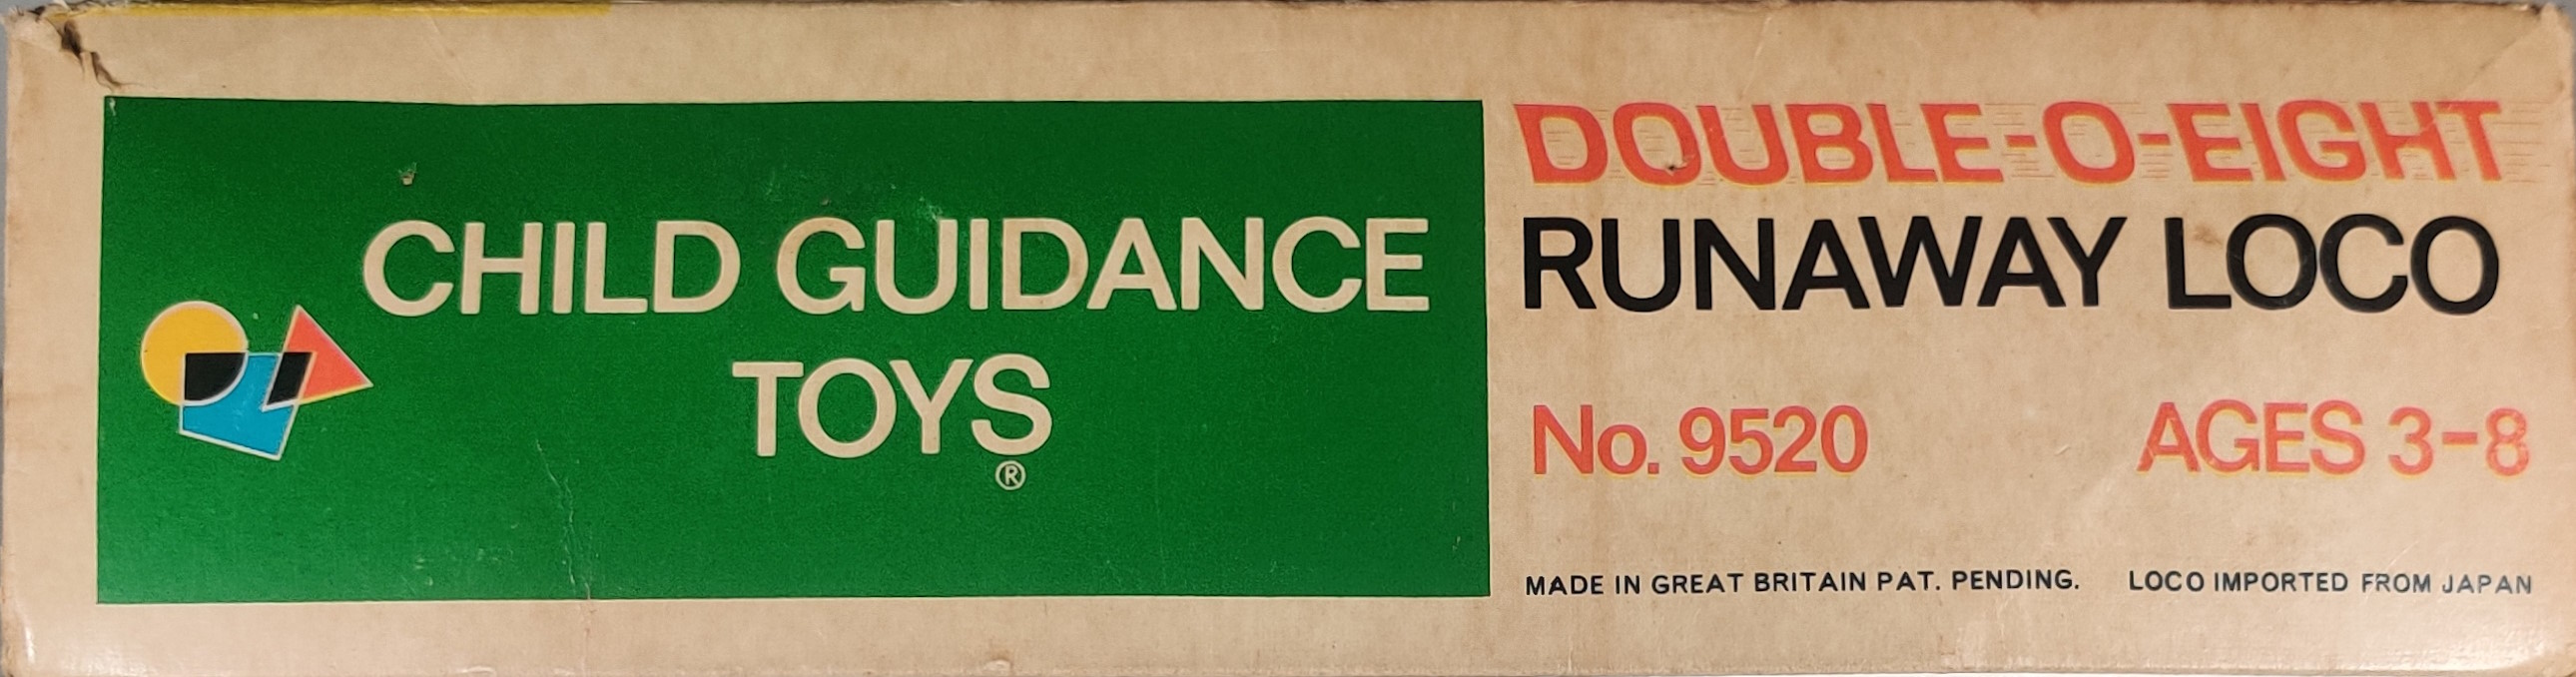 CHILD GUIDANCE
TOYS
®
DOUBLE-O-EIGHT
RUNAWAY LOCO
No. 9520 AGES 3-8
MADE IN GREAT BRITAIN PAT. PENDING. LOCO IMPORTED FROM JAPAN